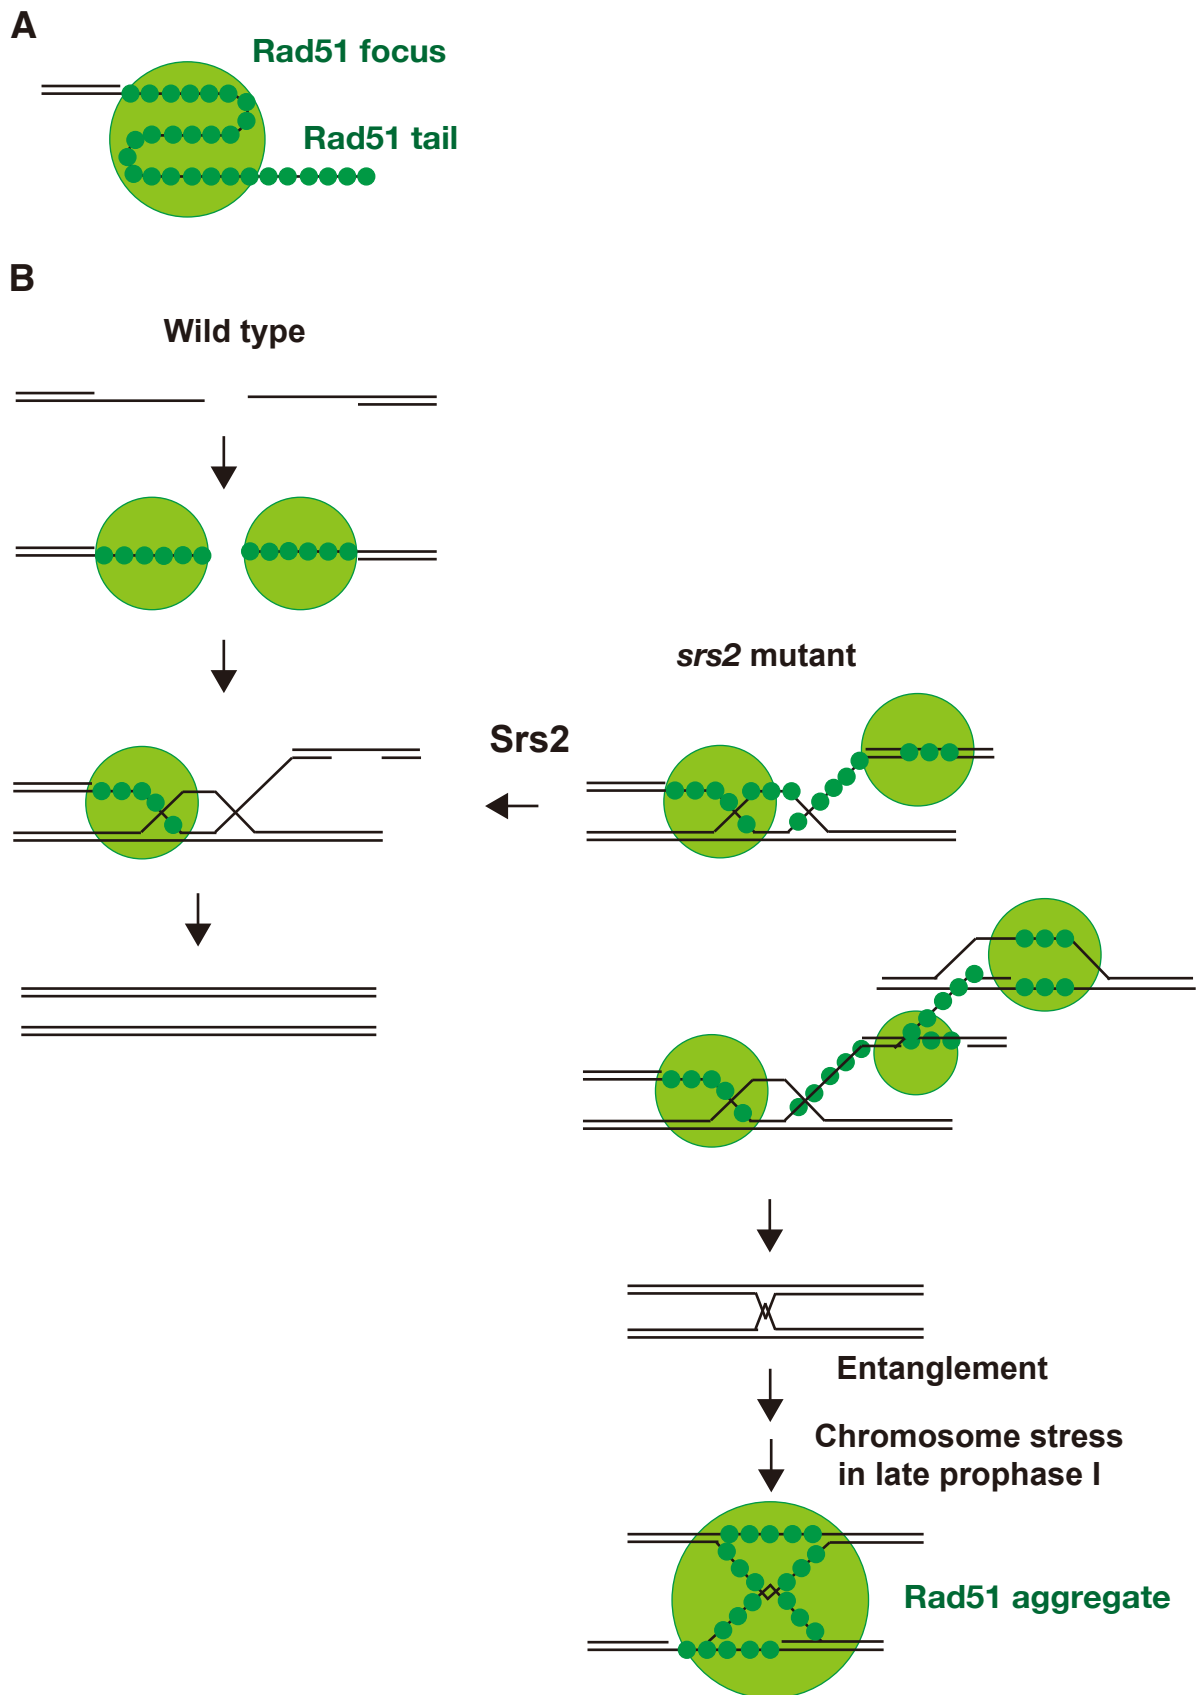 A
Rad51 focus
Rad51 tail
B
Wild type
srs2 mutant
Srs2
Entanglement
Chromosome stress
in late prophase I
Rad51 aggregate